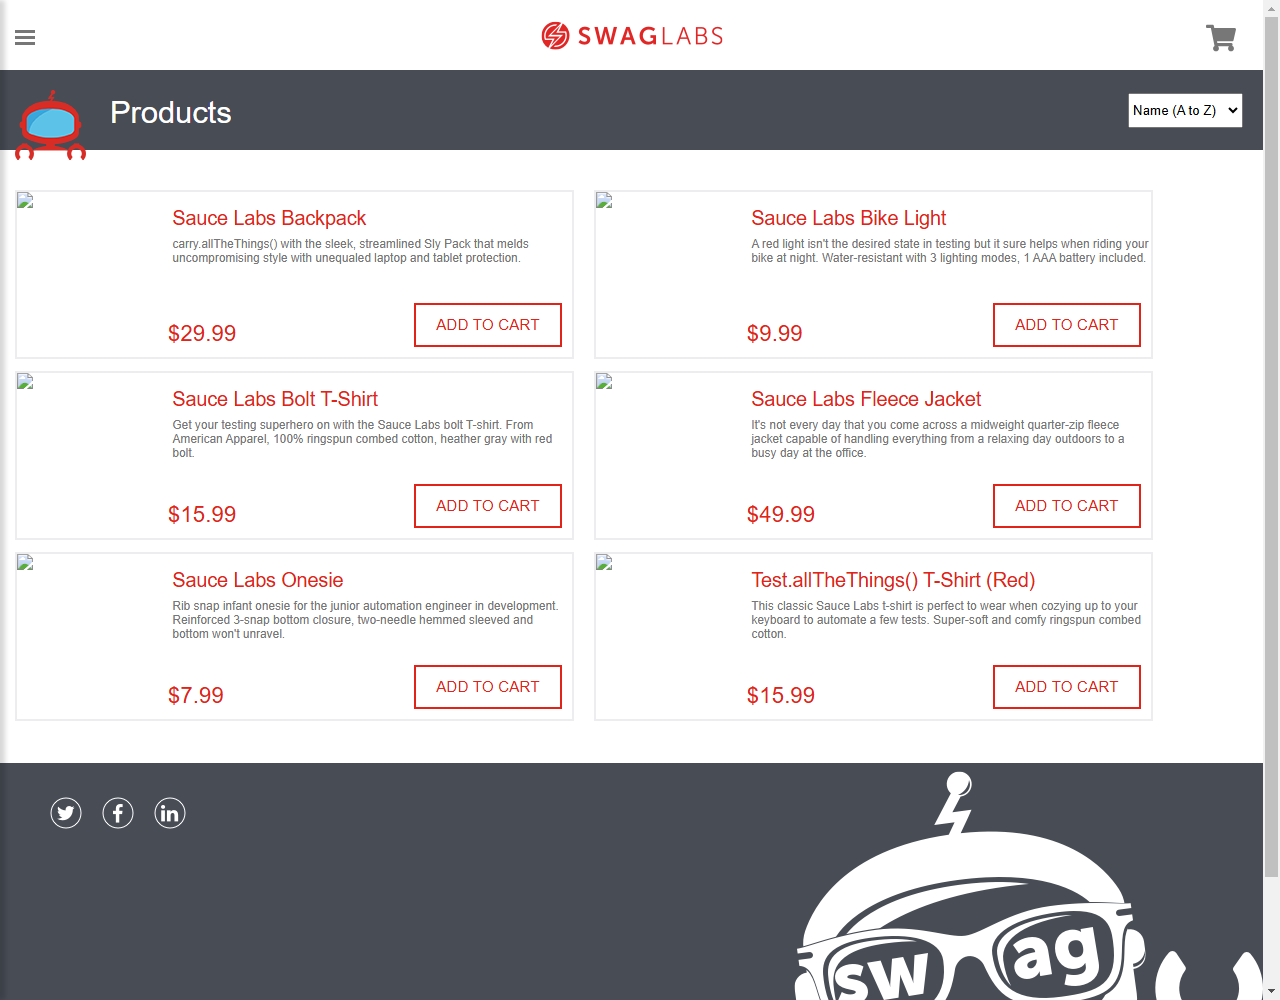 SWAGLABS
Products
Name (A to Z)
Sauce Labs Backpack
carry.allTheThings() with the sleek, streamlined Sly Pack that melds
uncompromising style with unequaled laptop and tablet protection.
$29.99
ADD TO CART
Sauce Labs Bike Light
A red light isn't the desired state in testing but it sure helps when riding your
bike at night. Water-resistant with 3 lighting modes, 1 AAA battery included.
$9.99
ADD TO CART
Sauce Labs Bolt T-Shirt
Get your testing superhero on with the Sauce Labs bolt T-shirt. From
American Apparel, 100% ringspun combed cotton, heather gray with red
bolt.
$15.99
ADD TO CART
Sauce Labs Fleece Jacket
It's not every day that you come across a midweight quarter-zip fleece
jacket capable of handling everything from a relaxing day outdoors to a
busy day at the office.
$49.99
ADD TO CART
Sauce Labs Onesie
Rib snap infant onesie for the junior automation engineer in development.
Reinforced 3-snap bottom closure, two-needle hemmed sleeved and
bottom won't unravel.
$7.99
ADD TO CART
Test.allTheThings() T-Shirt (Red)
This classic Sauce Labs t-shirt is perfect to wear when cozying up to your
keyboard to automate a few tests. Super-soft and comfy ringspun combed
cotton.
$15.99
ADD TO CART
swag